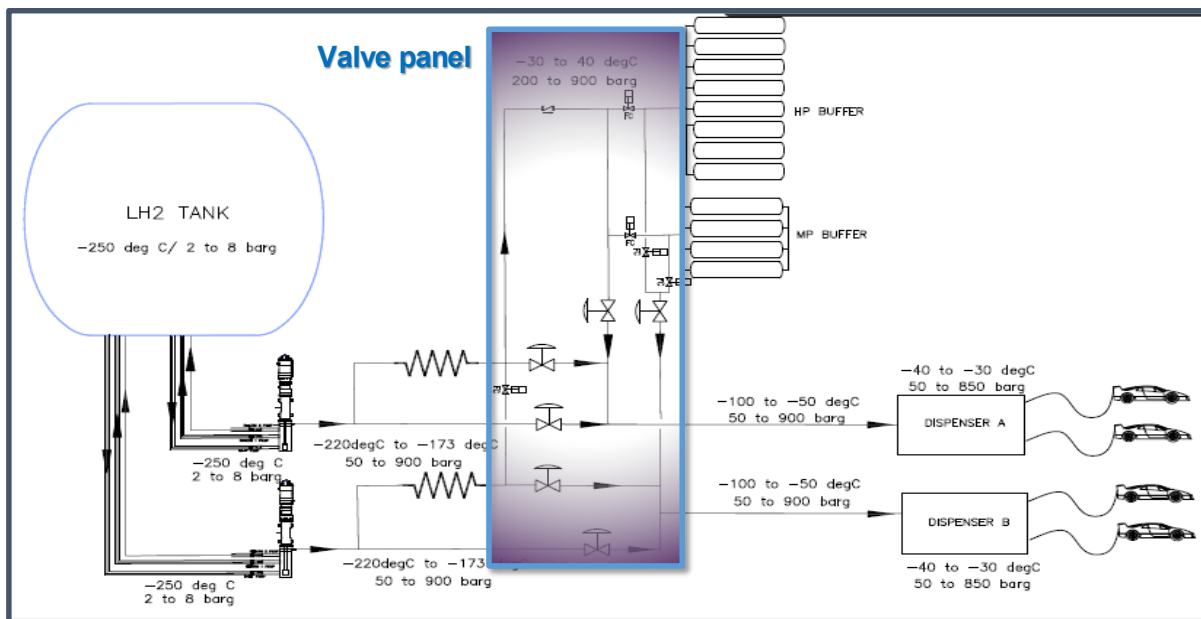 Valve panel
-30 to 40 degC
200 to 900 barg
FC
HP BUFFER
LH2 TANK
-250 deg C/ 2 to 8 barg
FC
MP BUFFER
-220degC to -173 degC
50 to 900 barg
-250 deg C
2 to 8 barg
-100 to -50degC
50 to 900 barg
-40 to -30 degC
50 to 850 barg
DISPENSER A
-220degC to -173 degC
50 to 900 barg
-250 deg C
2 to 8 barg
-100 to -50degC
50 to 900 barg
DISPENSER B
-40 to -30 degC
50 to 850 barg